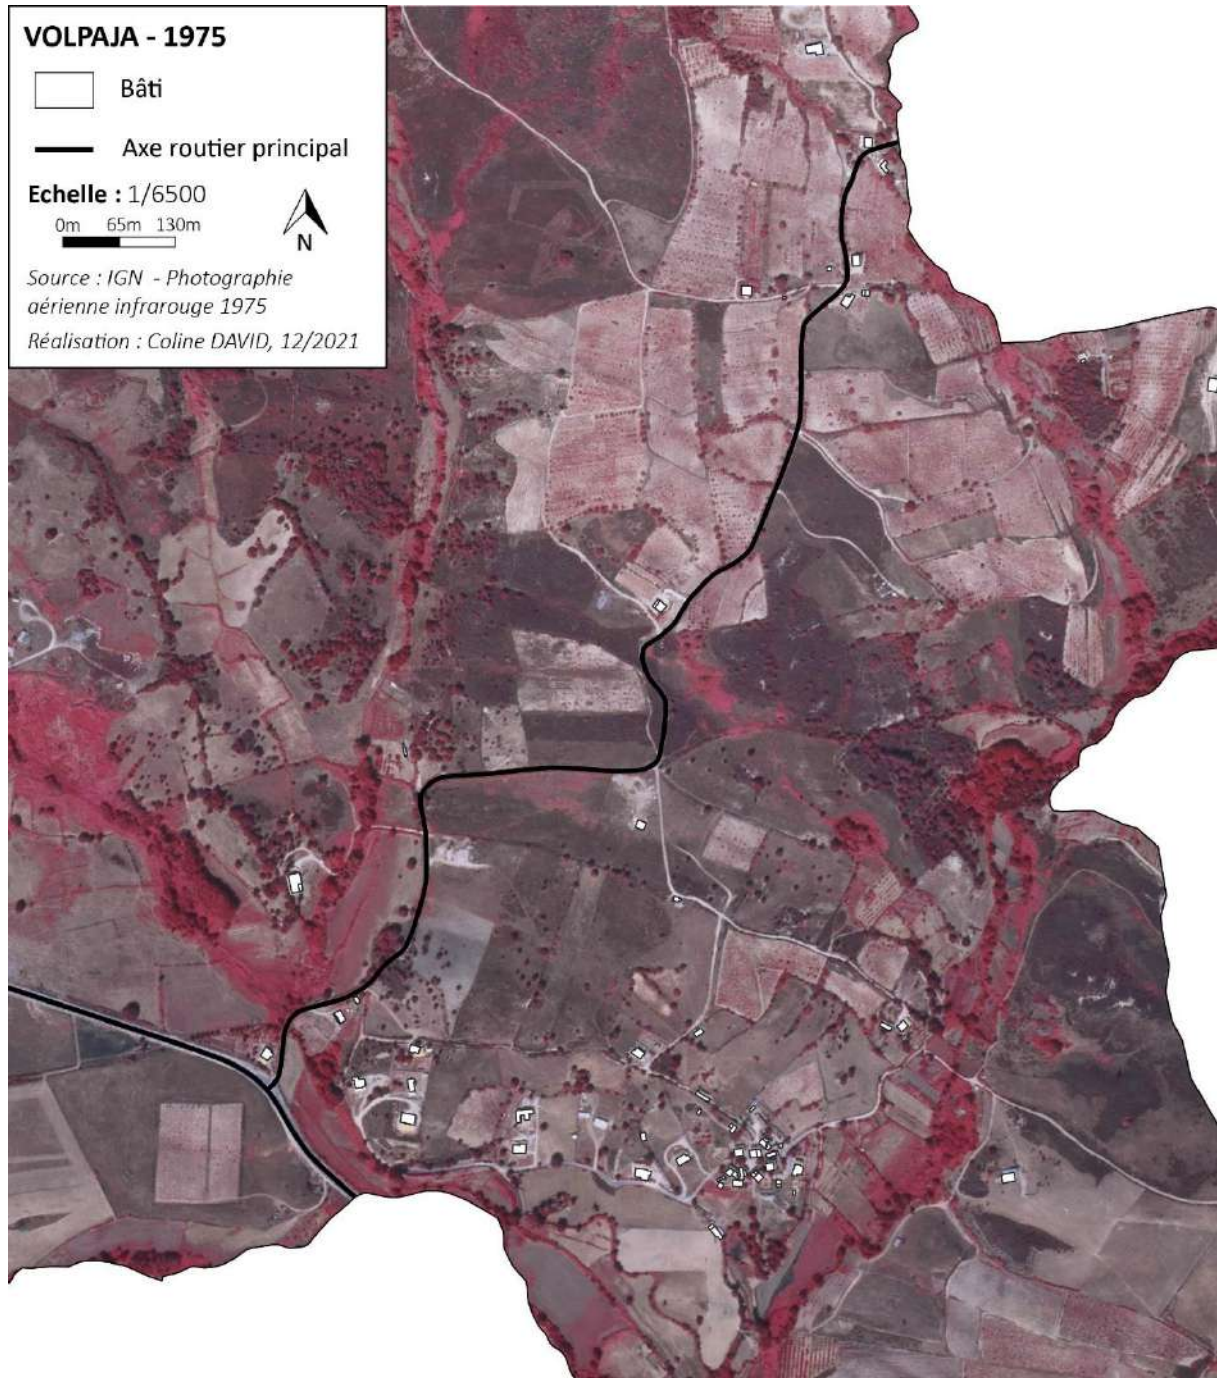 VOLPAJA - 1975
Bâti
Axe routier principal
Echelle : 1/6500
0m 65m 130m
N
Source : IGN - Photographie
aérienne infrarouge 1975
Réalisation : Coline DAVID, 12/2021